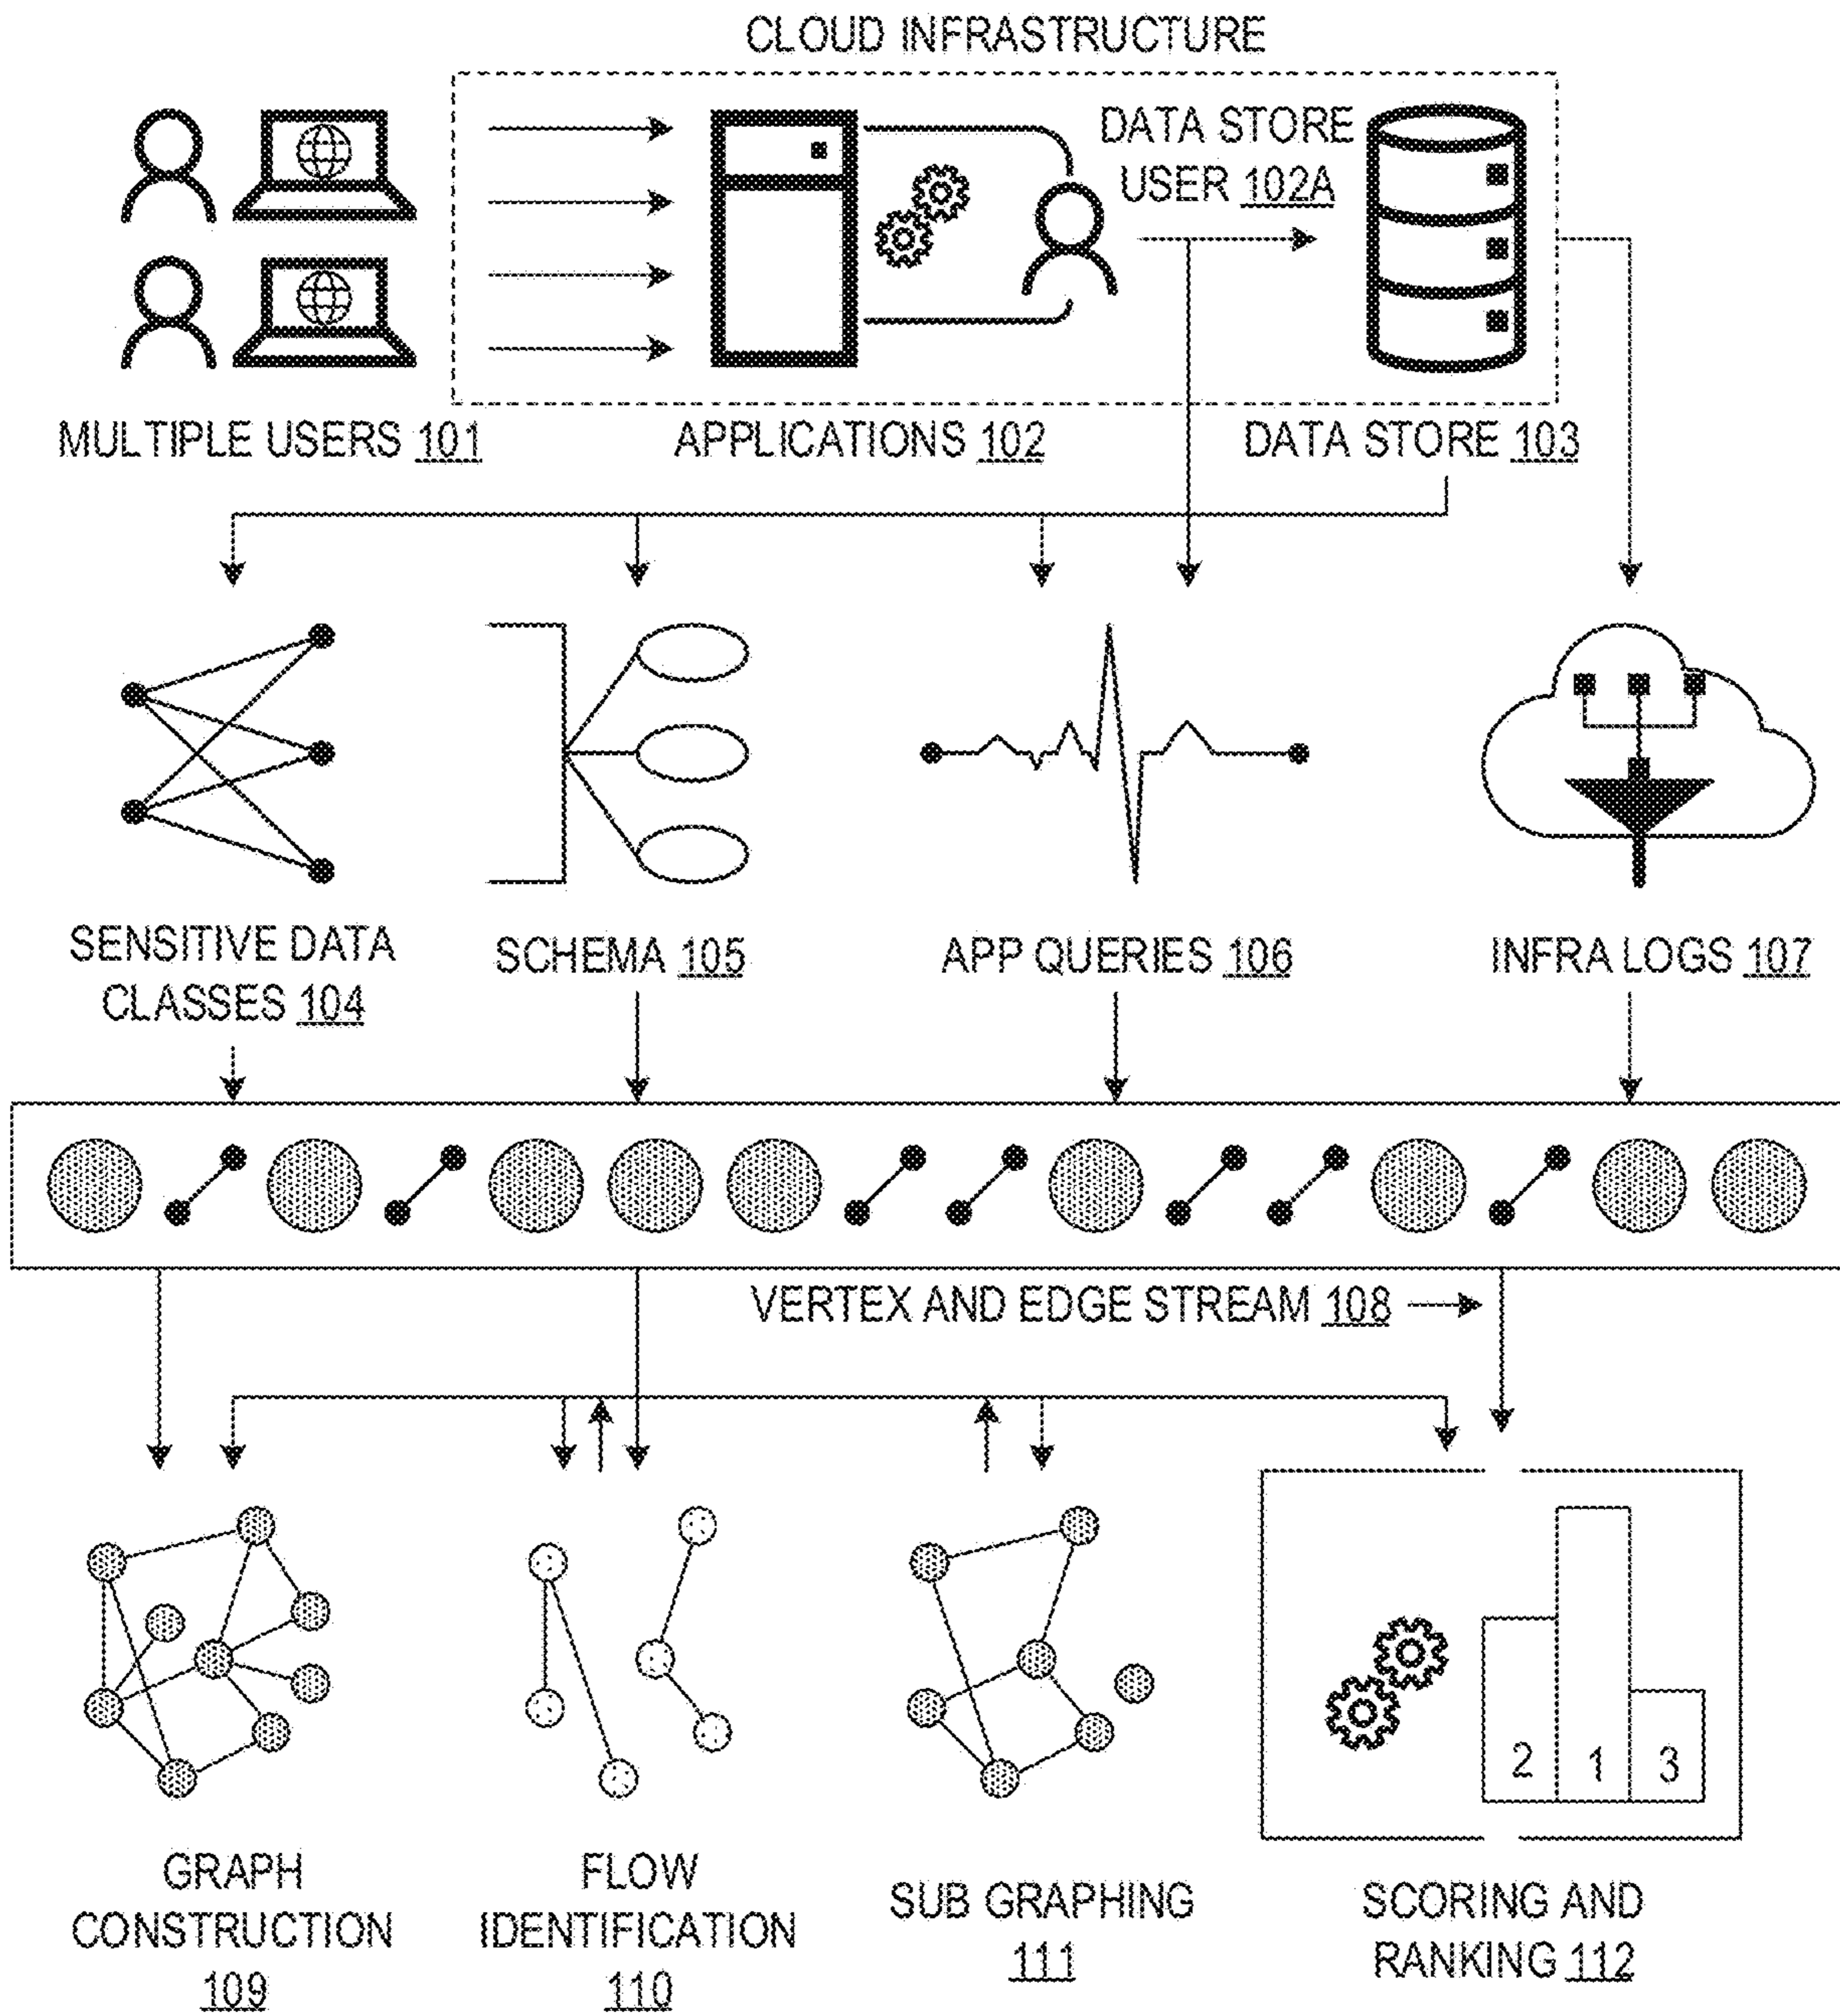 CLOUD INFRASTRUCTURE
DATA STORE
USER 102A
MULTIPLE USERS 101
APPLICATIONS 102
DATA STORE 103
SENSITIVE DATA
CLASSES 104
SCHEMA 105
APP QUERIES 106
INFRA LOGS 107
VERTEX AND EDGE STREAM 108
2
1
3
GRAPH
CONSTRUCTION
109
FLOW
IDENTIFICATION
110
SUB GRAPHING
111
SCORING AND
RANKING 112